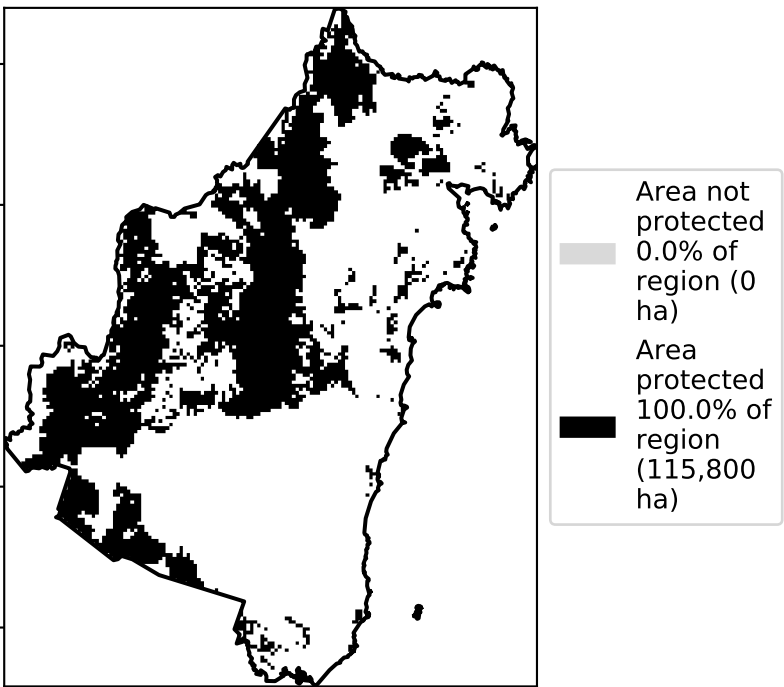 Area not
protected
0.0% of
region (0
ha)
Area
protected
100.0% of
region
(115,800
ha)